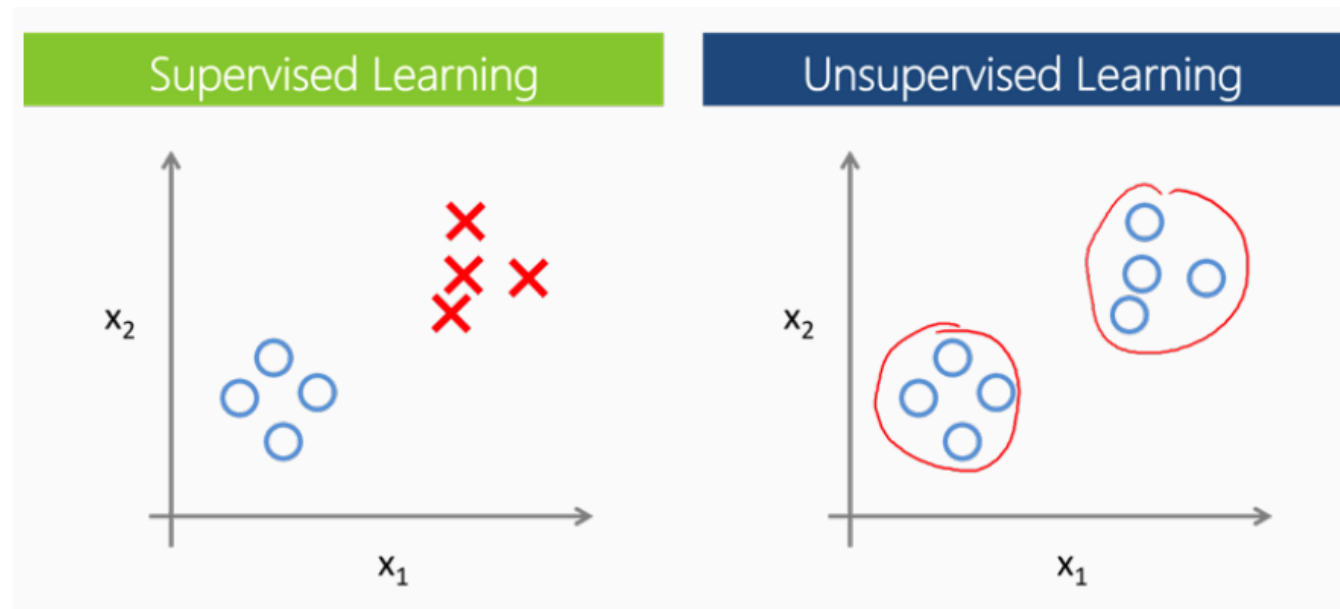 Supervised Learning
Unsupervised Learning
x₂
x₁
x₂
x₁